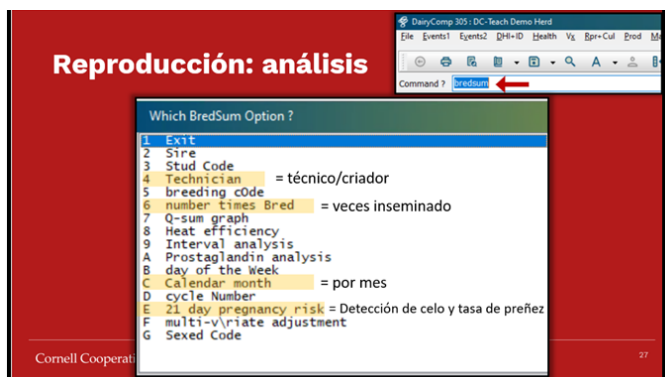 DairyComp 305 : DC-Teach Demo Herd
File Events1 Events2 DHI+ID Health Vx Rpr+Cul Prod
Command ? bredsum
Reproducción: análisis
Which BredSum Option ?
1 Exit
2 Sire
3 Stud Code
4 Technician = técnico/criador
5 breeding cOde
6 number times Bred = veces inseminado
7 Q-sum graph
8 Heat efficiency
9 Interval analysis
A Prostaglandin analysis
B day of the Week
C Calendar month = por mes
D cycle Number
E 21 day pregnancy risk = Detección de celo y tasa de preñez
F multi-v\riate adjustment
G Sexed Code
Cornell Cooperati
27